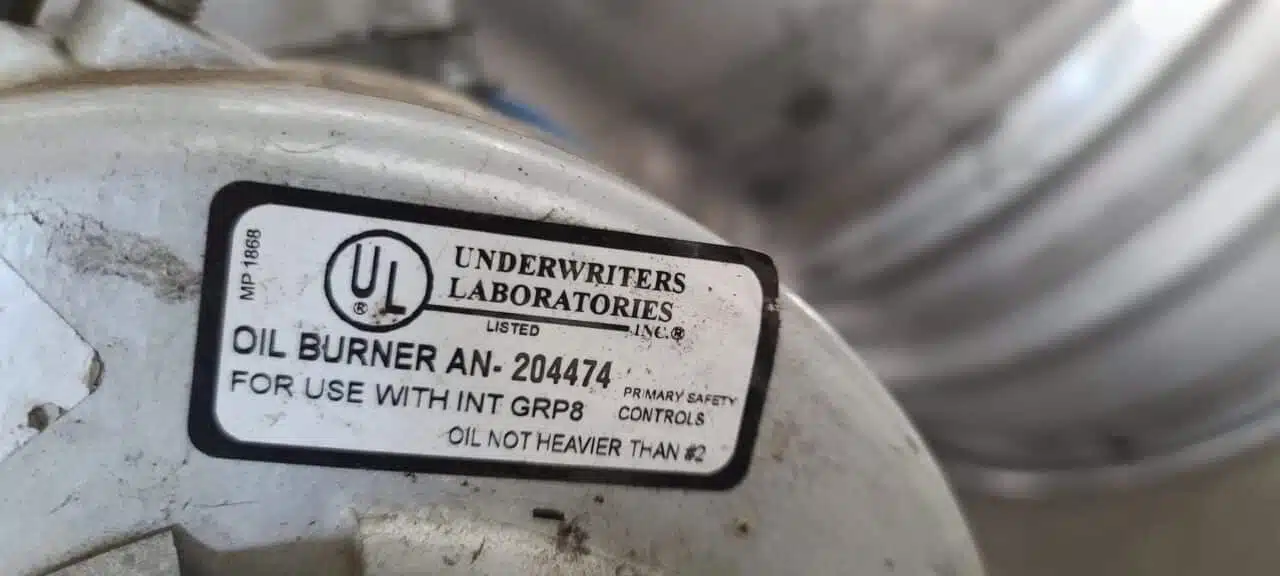 MP 1868
UL
®
UNDERWRITERS
LABORATORIES
INC.®
LISTED
OIL BURNER AN- 204474
FOR USE WITH INT GRP8 PRIMARY SAFETY
CONTROLS
OIL NOT HEAVIER THAN #2